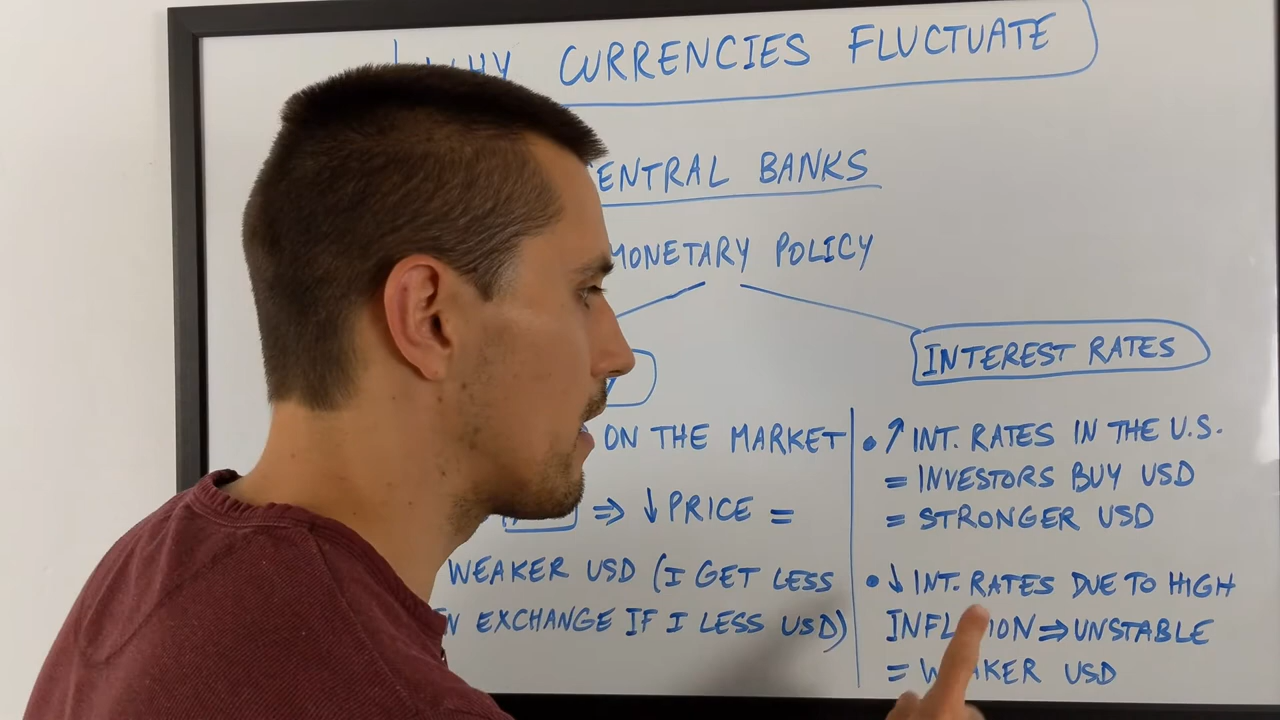 WHY CURRENCIES FLUCTUATE
CENTRAL BANKS
MONETARY POLICY
INTEREST RATES
ON THE MARKET
⇒ ↓ PRICE =
WEAKER USD (I GET LESS
EXCHANGE IF I LESS USD)
• ↑ INT. RATES IN THE U.S.
= INVESTORS BUY USD
= STRONGER USD
• ↓ INT. RATES DUE TO HIGH
INFLATION ⇒ UNSTABLE
= WEAKER USD